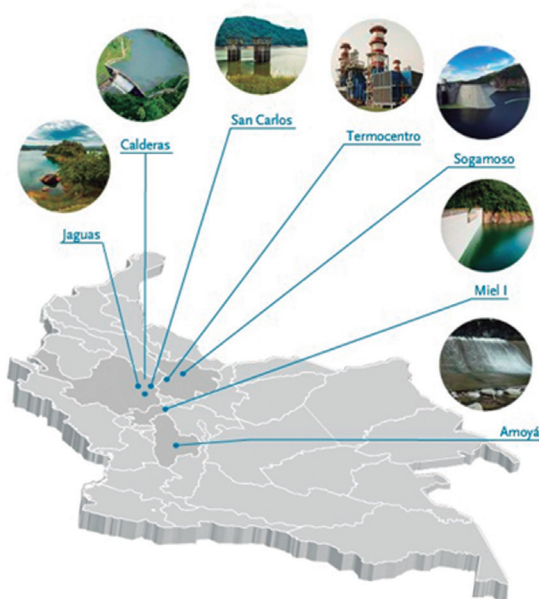 San Carlos
Termocentro
Calderas
Sogamoso
Jaguas
Miel I
Amoyá